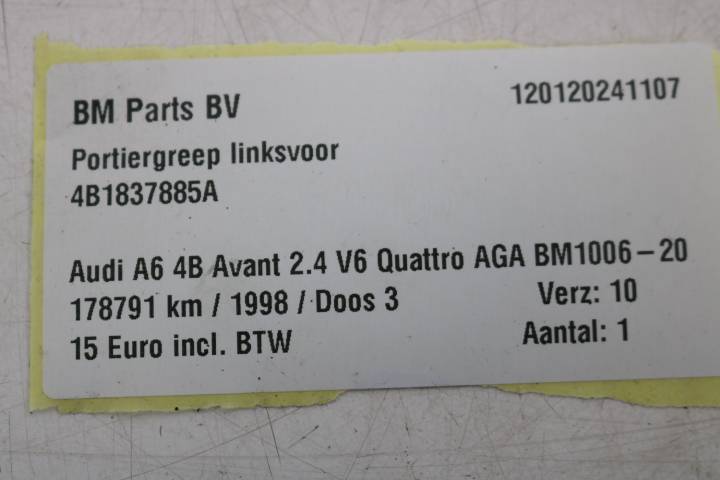 BM Parts BV 120120241107
Portiergreep linksvoor
4B1837885A
Audi A6 4B Avant 2.4 V6 Quattro AGA BM1006-20
178791 km / 1998 / Doos 3 Verz: 10
15 Euro incl. BTW Aantal: 1